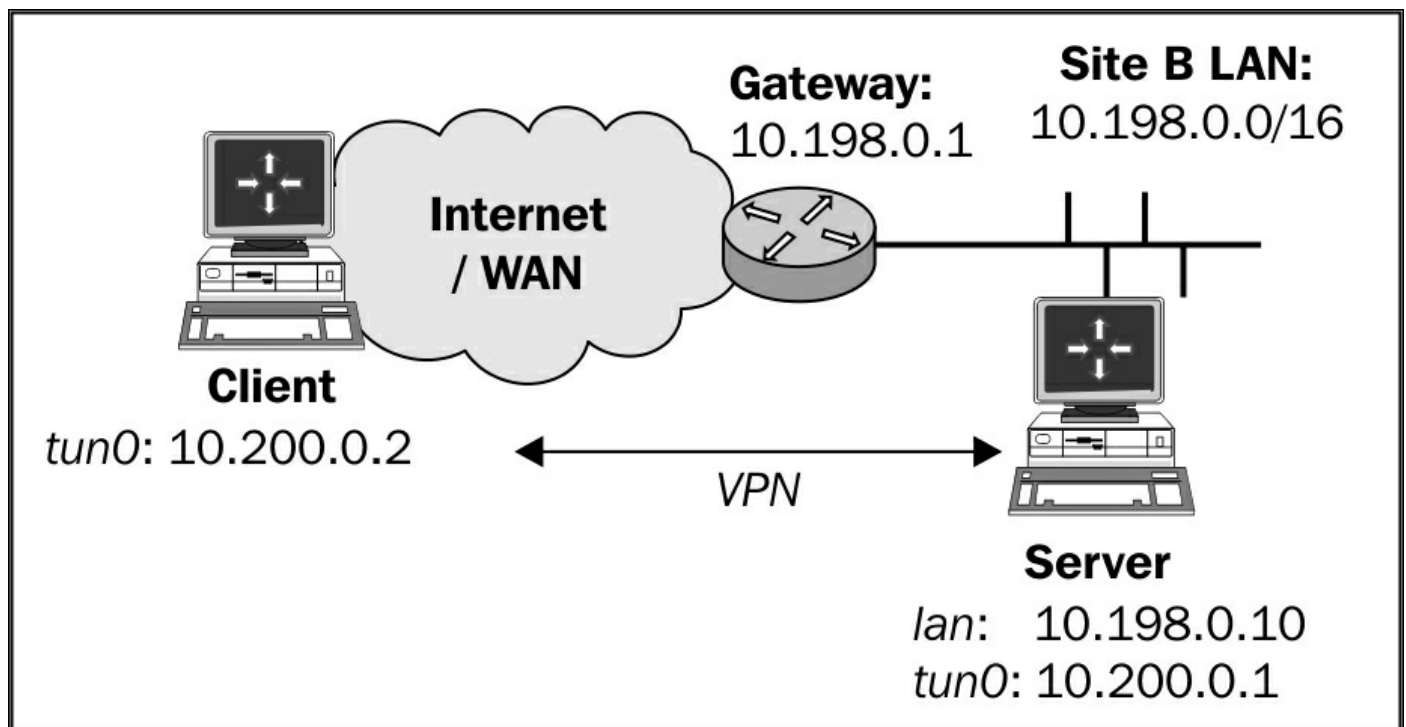 Gateway:
10.198.0.1
Site B LAN:
10.198.0.0/16
Internet
/ WAN
Client
tun0: 10.200.0.2
VPN
Server
lan: 10.198.0.10
tun0: 10.200.0.1